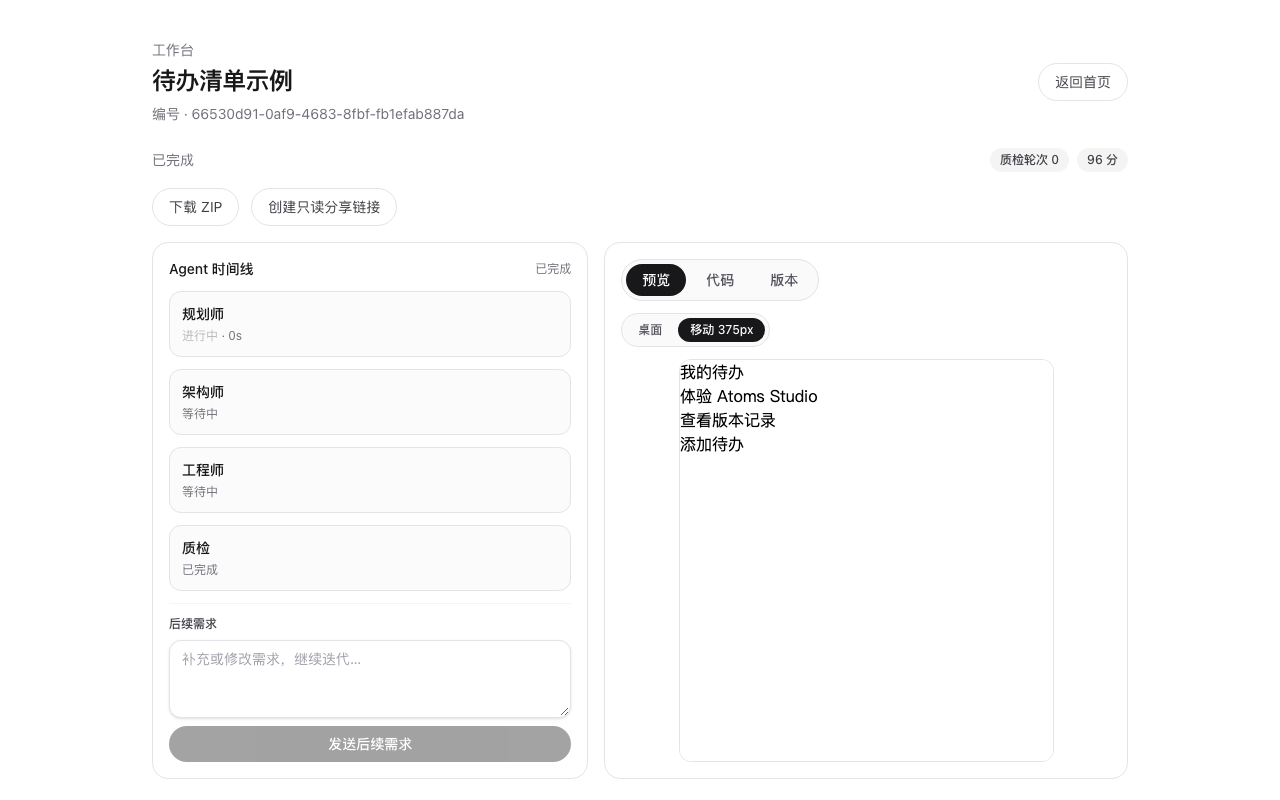 工作台
待办清单示例
返回首页
编号 · 66530d91-0af9-4683-8fbf-fb1efab887da
已完成
质检轮次 0
96 分
下载 ZIP
创建只读分享链接
Agent 时间线
已完成
规划师
进行中 · 0s
架构师
等待中
工程师
等待中
质检
已完成
后续需求
补充或修改需求，继续迭代...
发送后续需求
预览
代码
版本
桌面
移动 375px
我的待办
体验 Atoms Studio
查看版本记录
添加待办